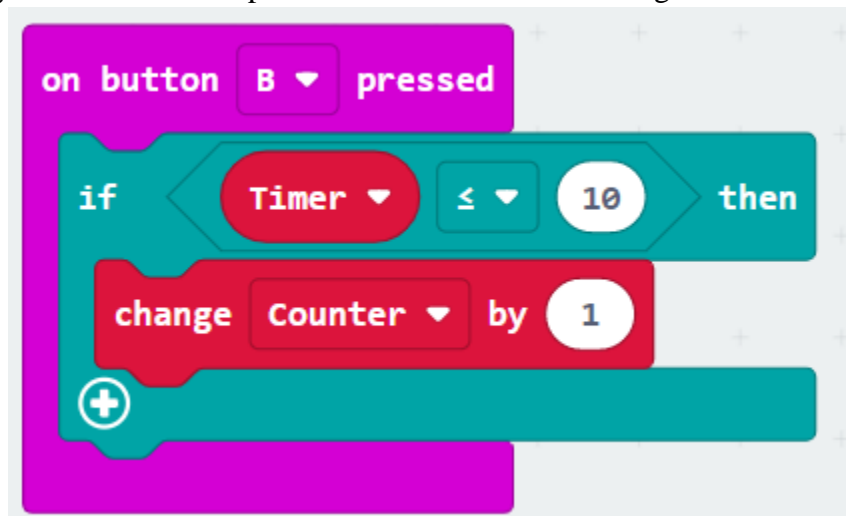 on button B pressed
if Timer ≤ 10 then
change Counter by 1